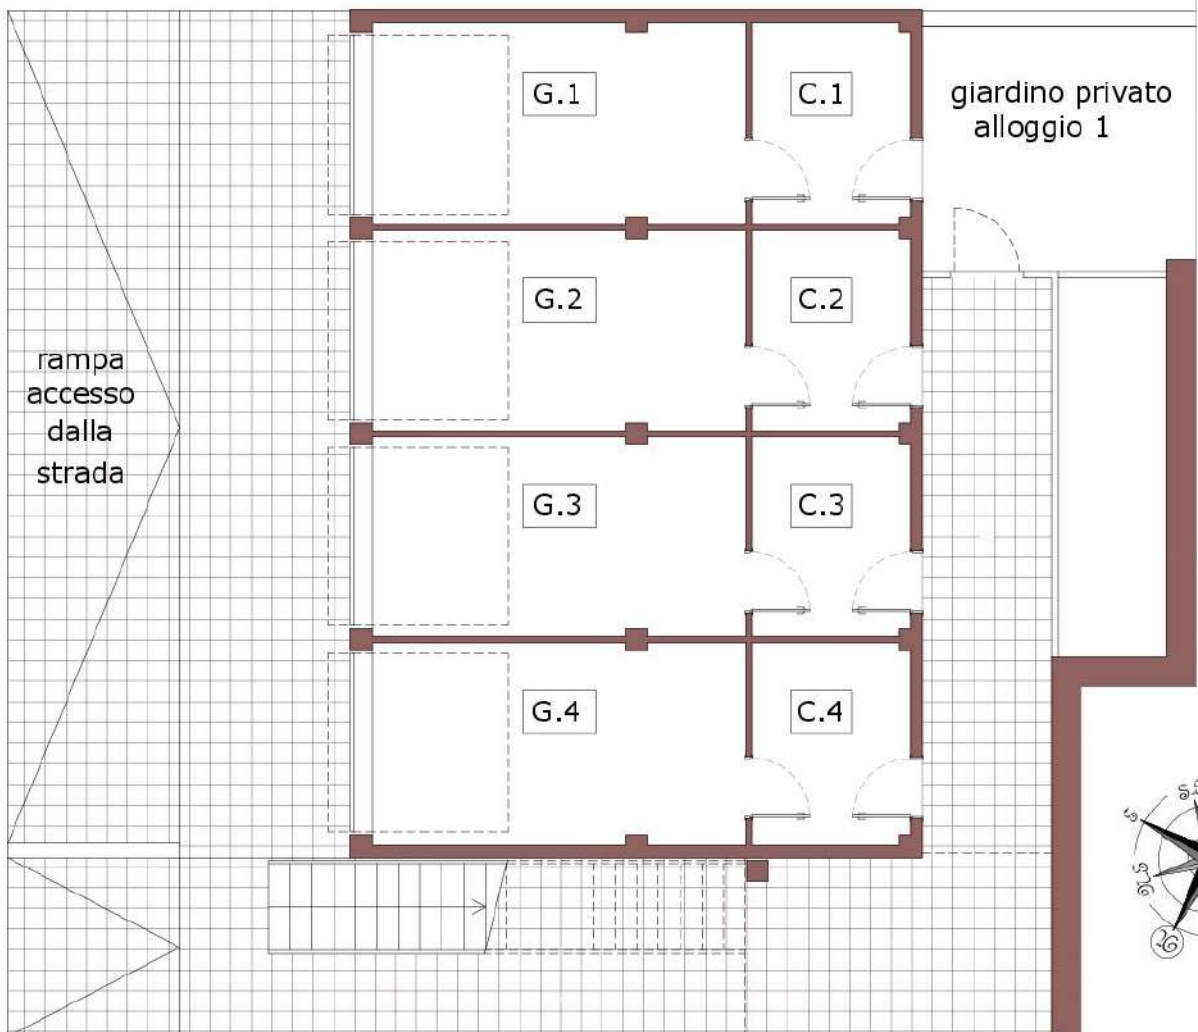 G.1
C.1
giardino privato
alloggio 1
G.2
C.2
rampa
accesso
dalla
strada
G.3
C.3
G.4
C.4